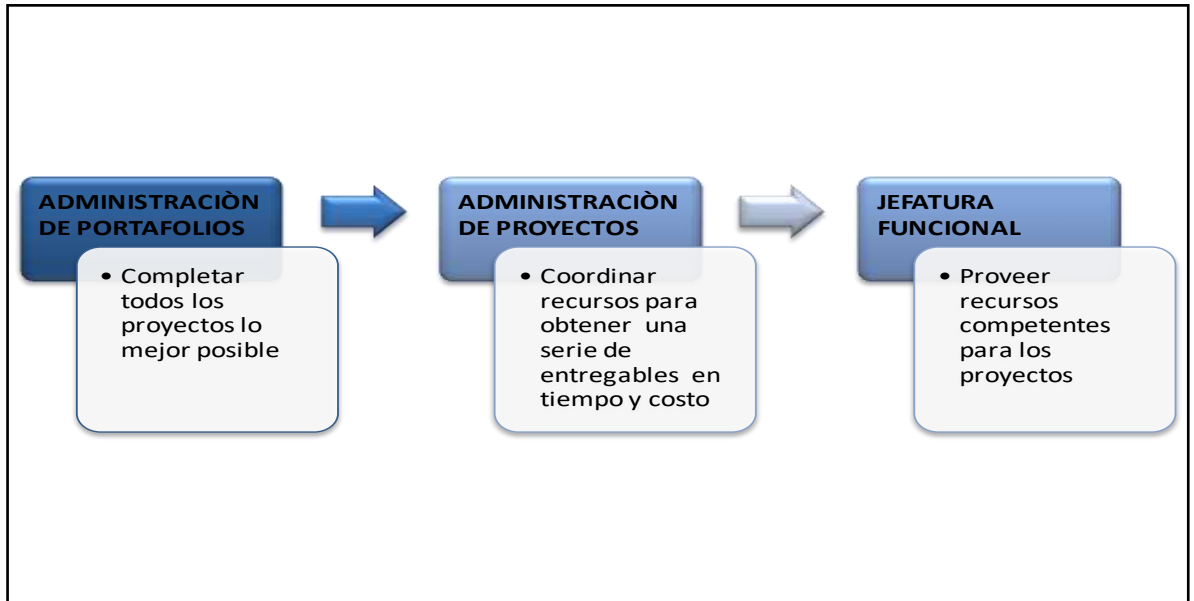 ADMINISTRACIÒN
DE PORTAFOLIOS
• Completar
todos los
proyectos lo
mejor posible
ADMINISTRACIÒN
DE PROYECTOS
• Coordinar
recursos para
obtener una
serie de
entregables en
tiempo y costo
JEFATURA
FUNCIONAL
• Proveer
recursos
competentes
para los
proyectos